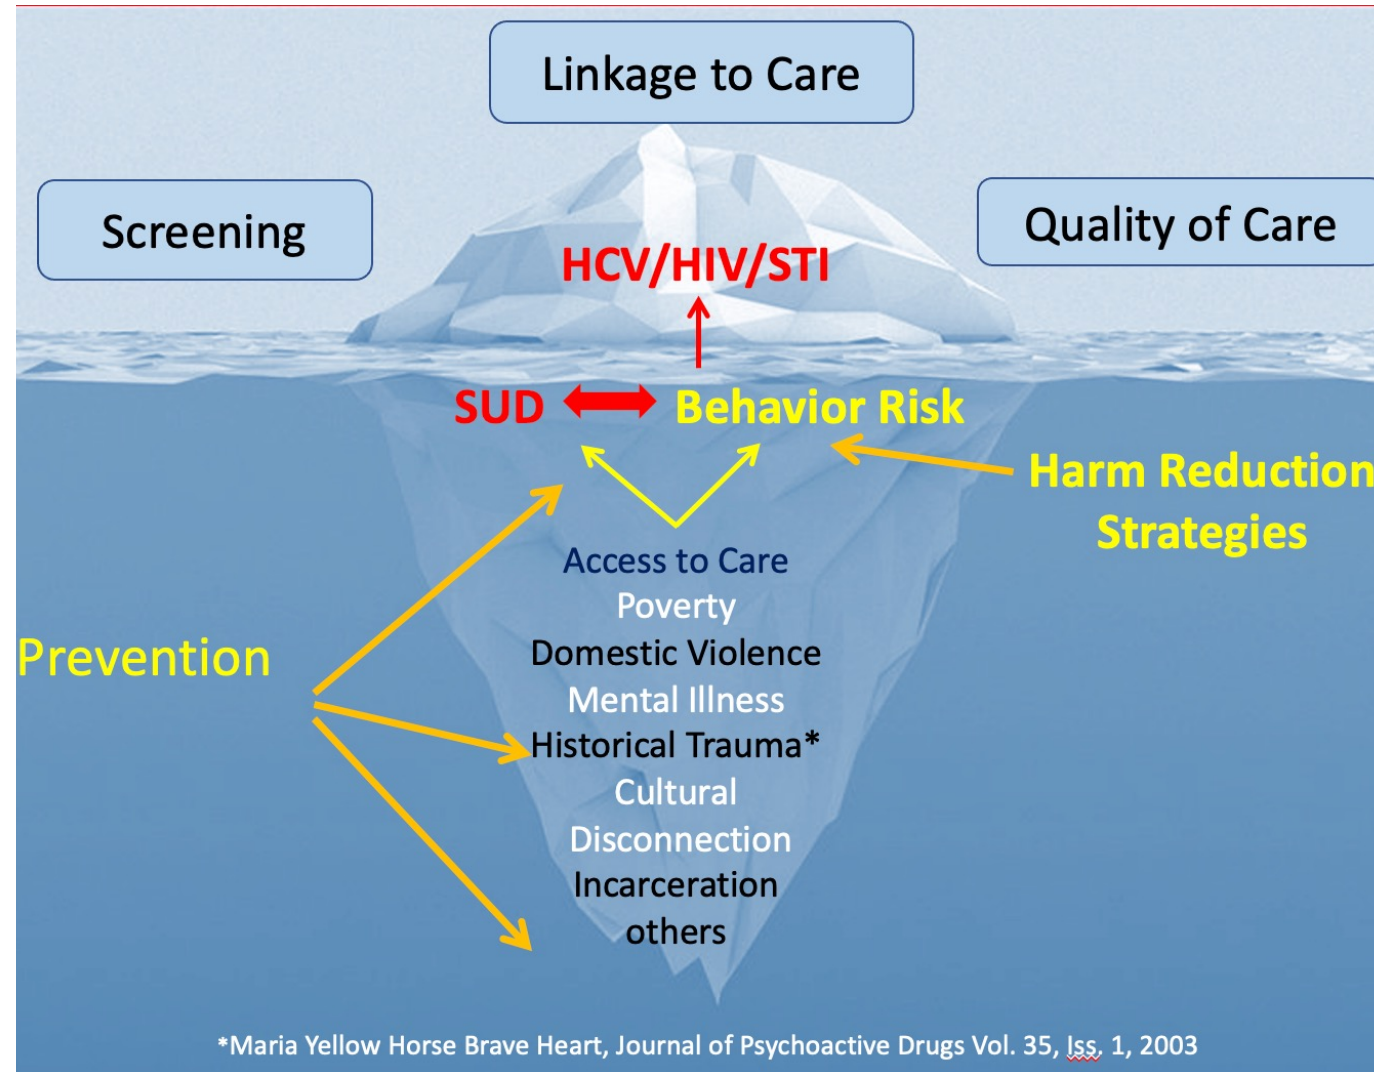 Linkage to Care
Screening
Quality of Care
HCV/HIV/STI
SUD
Behavior Risk
Harm Reduction
Strategies
Access to Care
Poverty
Prevention
Domestic Violence
Mental Illness
Historical Trauma*
Cultural
Disconnection
Incarceration
others
*Maria Yellow Horse Brave Heart, Journal of Psychoactive Drugs Vol. 35, Iss. 1, 2003